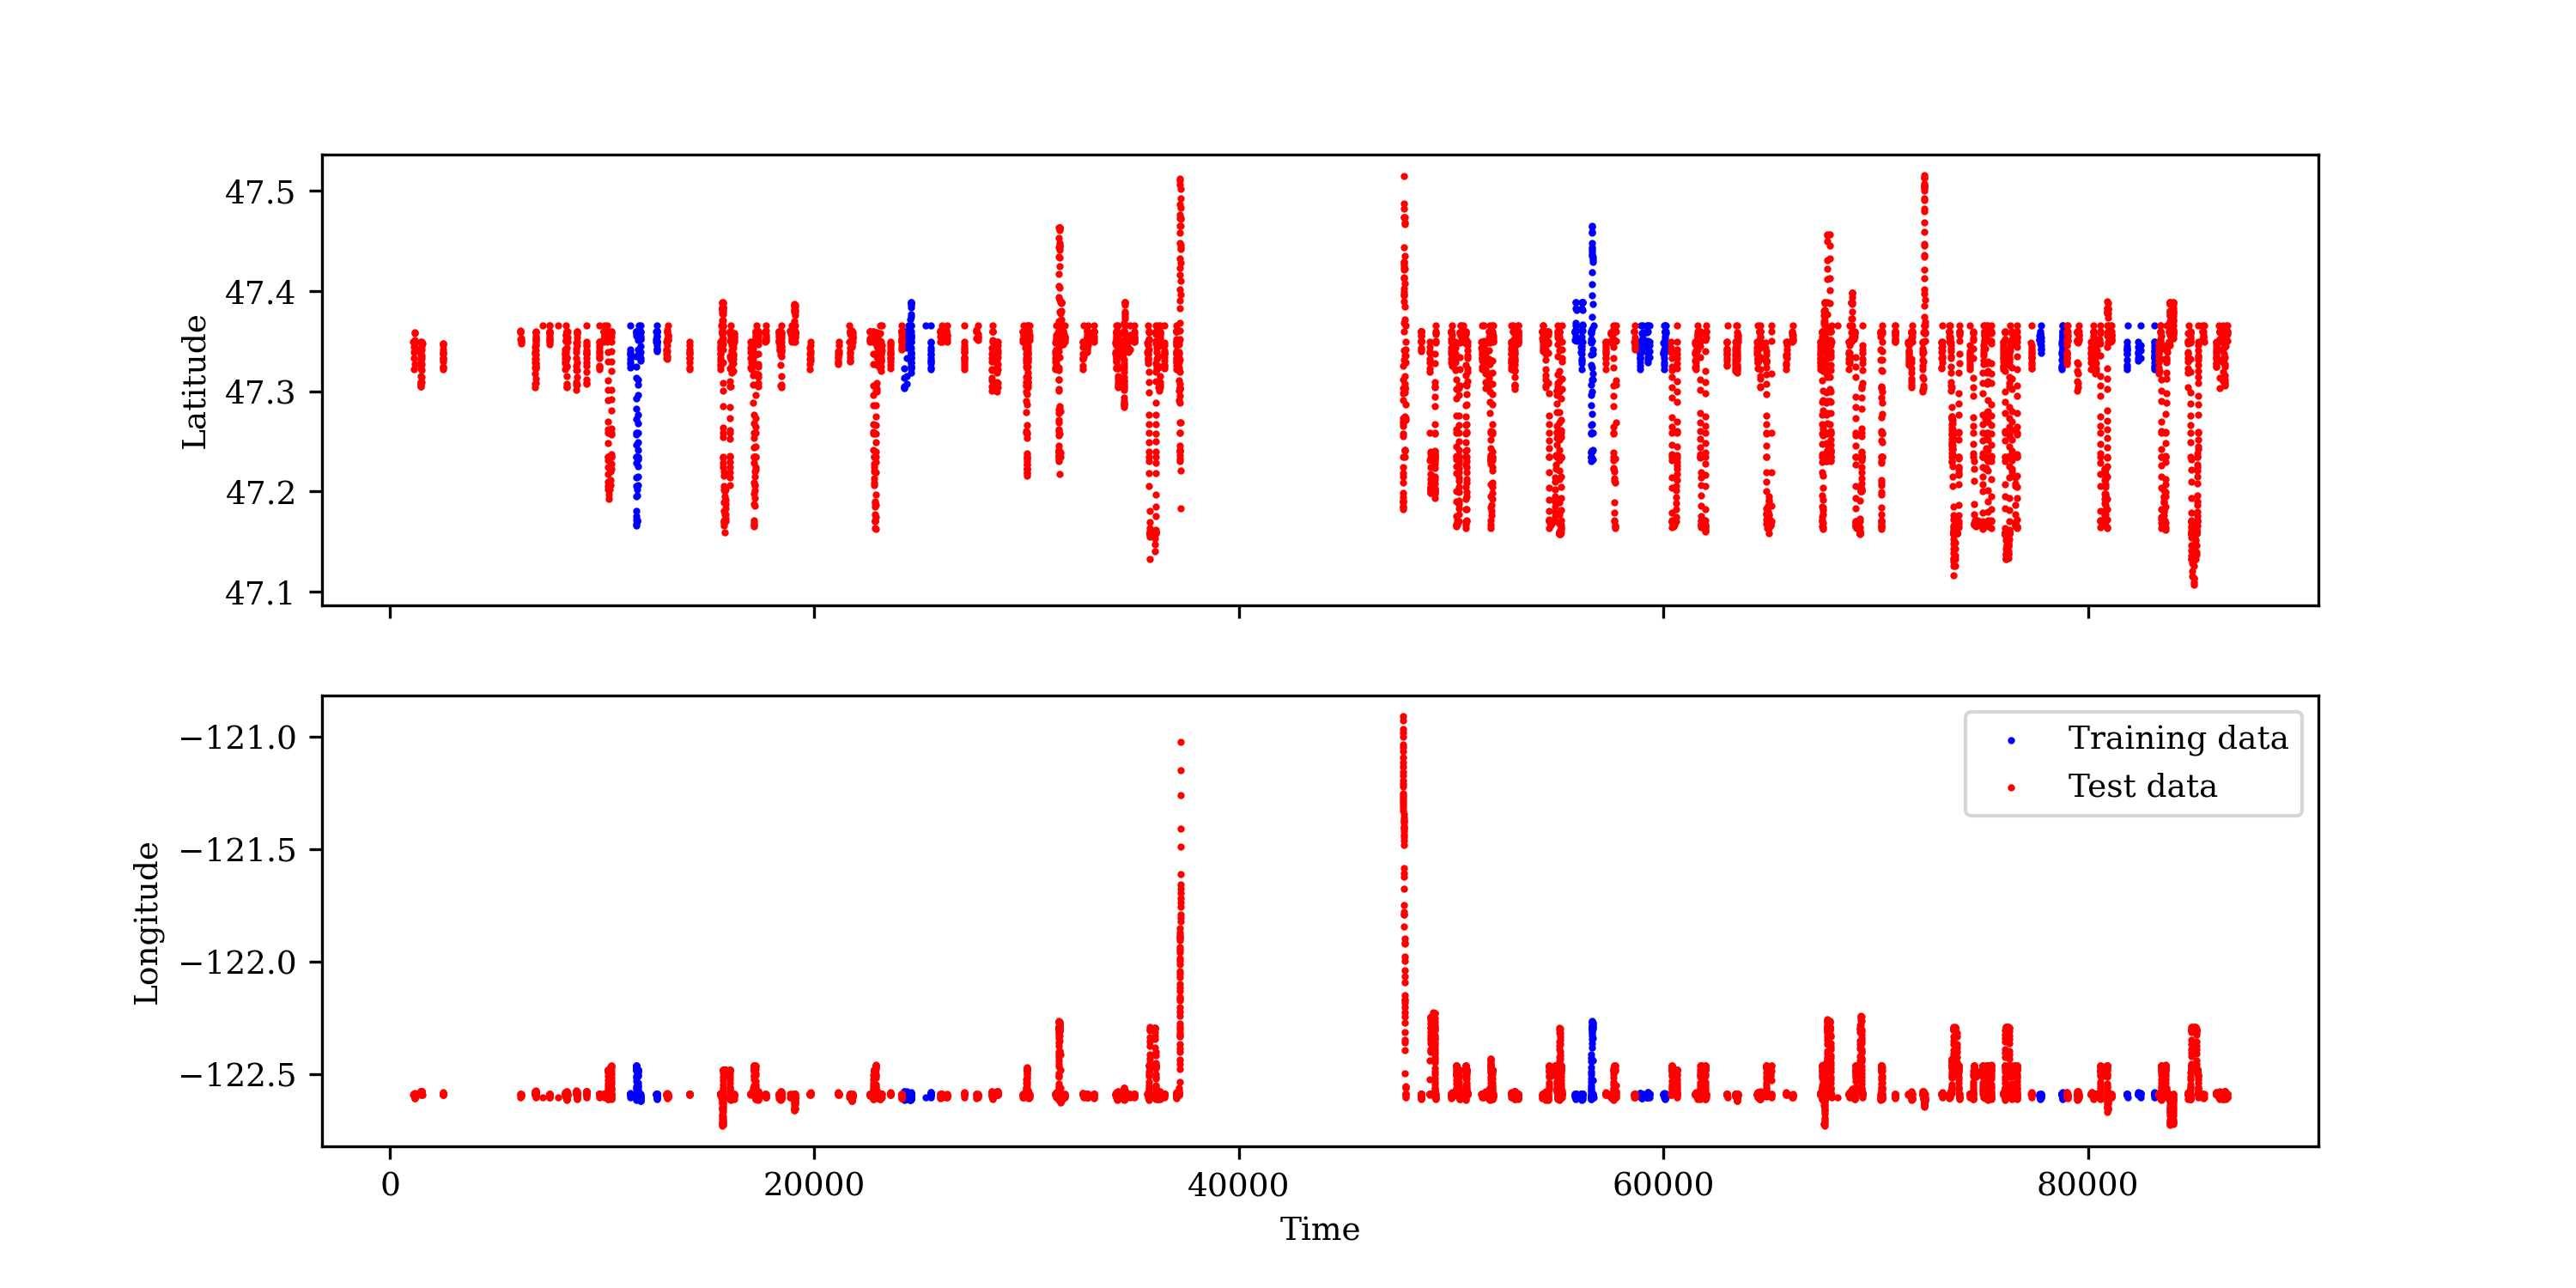 47.5
47.4
47.3
47.2
47.1
Latitude
−121.0
−121.5
−122.0
−122.5
Longitude
Training data
Test data
0 20000 40000 60000 80000
Time